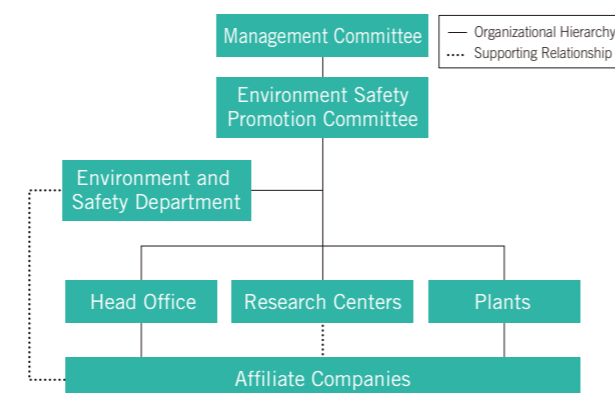 Management Committee
Organizational Hierarchy
Supporting Relationship
Environment Safety
Promotion Committee
Environment and
Safety Department
Head Office
Research Centers
Plants
Affiliate Companies